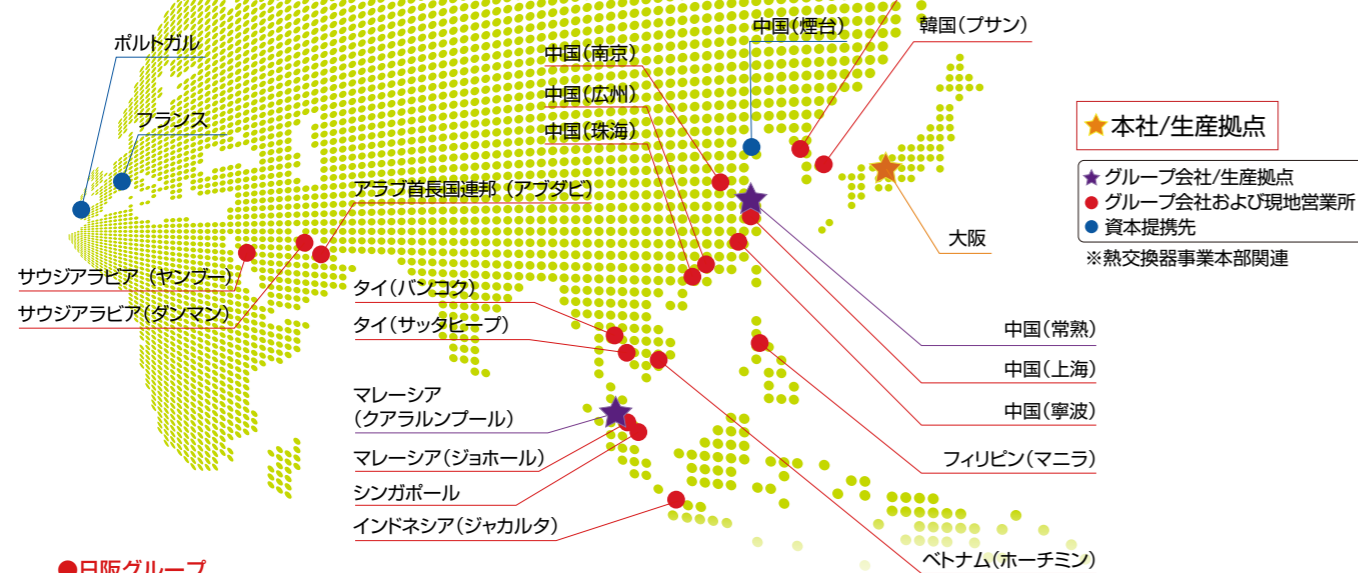 ポルトガル
フランス
中国(南京)
中国(広州)
中国(珠海)
中国(煙台)
韓国(プサン)
★本社/生産拠点
★グループ会社/生産拠点
●グループ会社および現地営業所
●資本提携先
※熱交換器事業本部関連
大阪
アラブ首長国連邦 (アブダビ)
サウジアラビア (ヤンブー)
サウジアラビア(ダンマン)
タイ(バンコク)
タイ(サッタヒープ)
マレーシア
(クアラルンプール)
マレーシア(ジョホール)
シンガポール
インドネシア(ジャカルタ)
中国(常熟)
中国(上海)
中国(寧波)
フィリピン(マニラ)
ベトナム(ホーチミン)
●日阪グループ